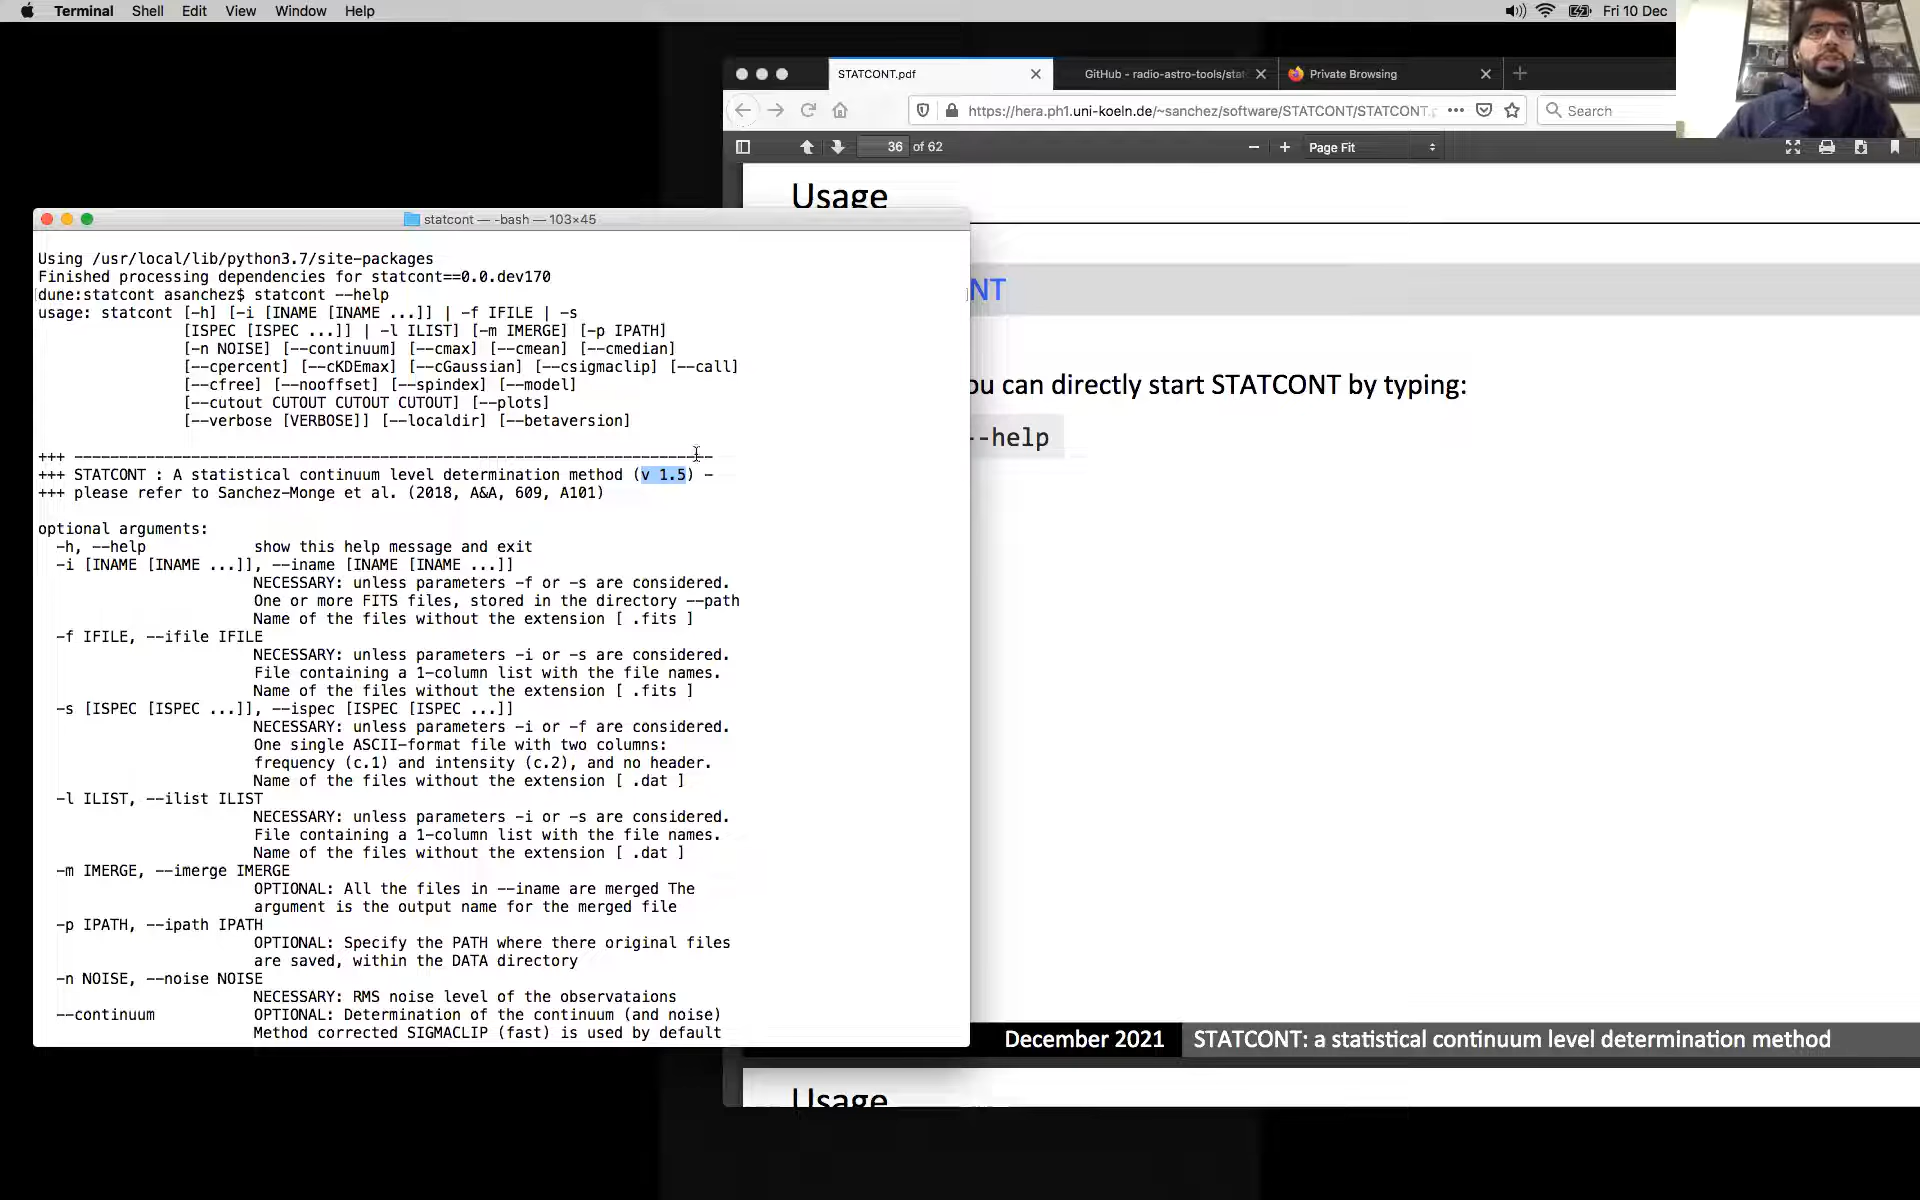 Terminal Shell Edit View Window Help
Fri 10 Dec
STATCONT.pdf
GitHub - radio-astro-tools/stat
Private Browsing
https://hera.ph1.uni-koeln.de/~sanchez/software/STATCONT/STATCONT.
Search
36 of 62
Page Fit
Usage
statcont — -bash — 103×45
Using /usr/local/lib/python3.7/site-packages
Finished processing dependencies for statcont==0.0.dev170
dune:statcont asanchez$ statcont --help
usage: statcont [-h] [-i [INAME [INAME ...]] | -f IFILE | -s
[ISPEC [ISPEC ...]] | -l ILIST] [-m IMERGE] [-p IPATH]
[-n NOISE] [--continuum] [--cmax] [--cmean] [--cmedian]
[--cpercent] [--cKDEmax] [--cGaussian] [--csigmaclip] [--call]
[--cfree] [--nooffset] [--spindex] [--model]
[--cutout CUTOUT CUTOUT CUTOUT] [--plots]
[--verbose [VERBOSE]] [--localdir] [--betaversion]
+++ -----------------------------------------------------------------------
+++ STATCONT : A statistical continuum level determination method (v 1.5) -
+++ please refer to Sanchez-Monge et al. (2018, A&A, 609, A101)
optional arguments:
-h, --help show this help message and exit
-i [INAME [INAME ...]], --iname [INAME [INAME ...]]
NECESSARY: unless parameters -f or -s are considered.
One or more FITS files, stored in the directory --path
Name of the files without the extension [ .fits ]
-f IFILE, --ifile IFILE
NECESSARY: unless parameters -i or -s are considered.
File containing a 1-column list with the file names.
Name of the files without the extension [ .fits ]
-s [ISPEC [ISPEC ...]], --ispec [ISPEC [ISPEC ...]]
NECESSARY: unless parameters -i or -f are considered.
One single ASCII-format file with two columns:
frequency (c.1) and intensity (c.2), and no header.
Name of the files without the extension [ .dat ]
-l ILIST, --ilist ILIST
NECESSARY: unless parameters -i or -s are considered.
File containing a 1-column list with the file names.
Name of the files without the extension [ .dat ]
-m IMERGE, --imerge IMERGE
OPTIONAL: All the files in --iname are merged The
argument is the output name for the merged file
-p IPATH, --ipath IPATH
OPTIONAL: Specify the PATH where there original files
are saved, within the DATA directory
-n NOISE, --noise NOISE
NECESSARY: RMS noise level of the observataions
--continuum OPTIONAL: Determination of the continuum (and noise)
Method corrected SIGMACLIP (fast) is used by default
NT
ou can directly start STATCONT by typing:
--help
December 2021 STATCONT: a statistical continuum level determination method
Usage